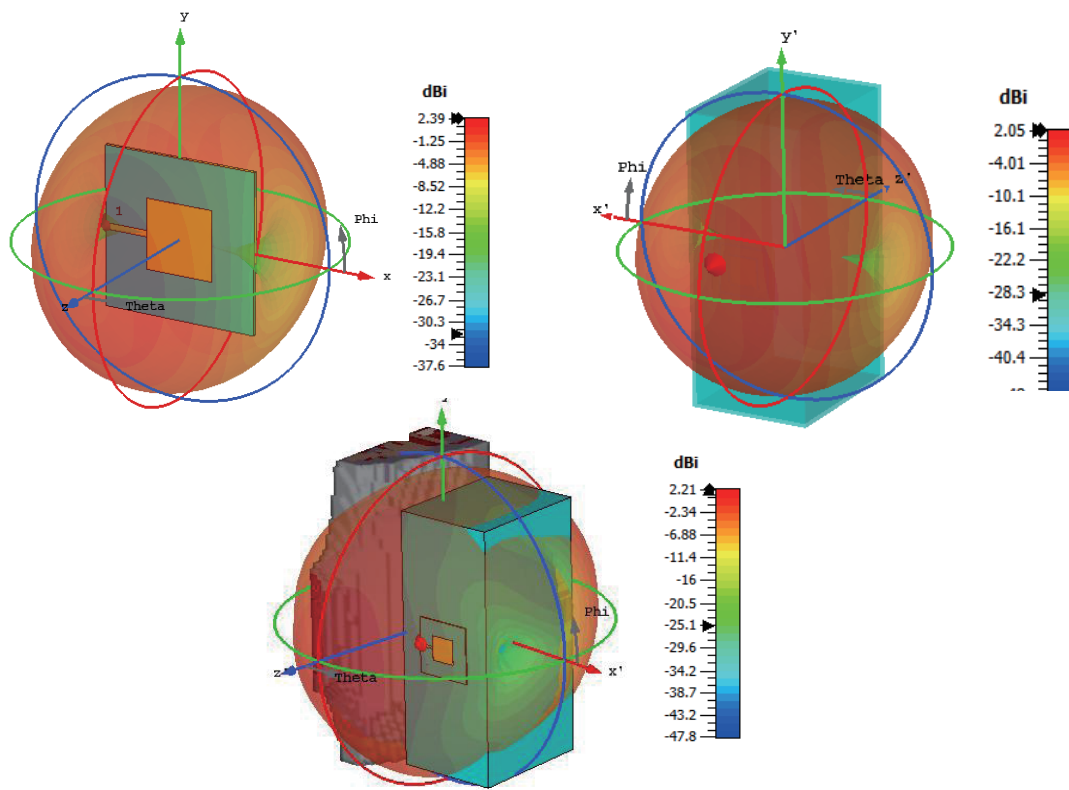 y
dBi
2.39
-1.25
-4.88
-8.52
-12.2
-15.8
-19.4
-23.1
-26.7
-30.3
-34
-37.6
1
Phi
x
z
Theta
y'
dBi
2.05
-4.01
-10.1
-16.1
-22.2
-28.3
-34.3
-40.4
Phi
Theta z'
x'
dBi
2.21
-2.34
-6.88
-11.4
-16
-20.5
-25.1
-29.6
-34.2
-38.7
-43.2
-47.8
Phi
z'
Theta
x'